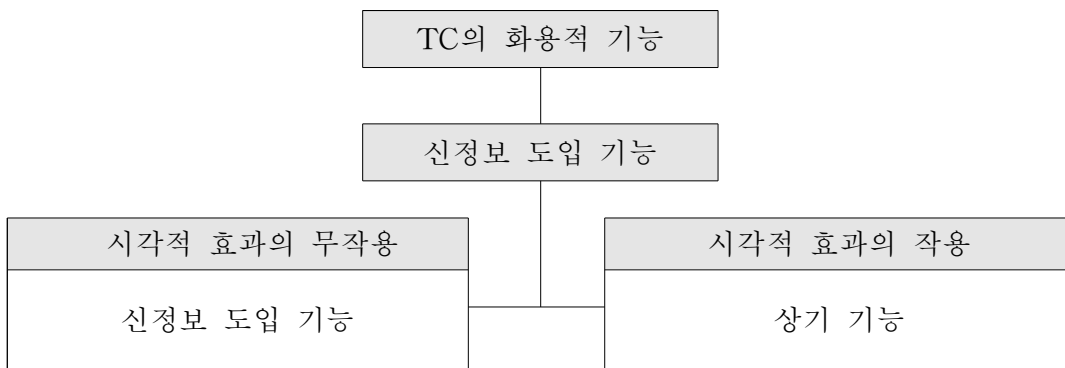 TC의 화용적 기능
신정보 도입 기능
시각적 효과의 무작용
신정보 도입 기능
시각적 효과의 작용
상기 기능